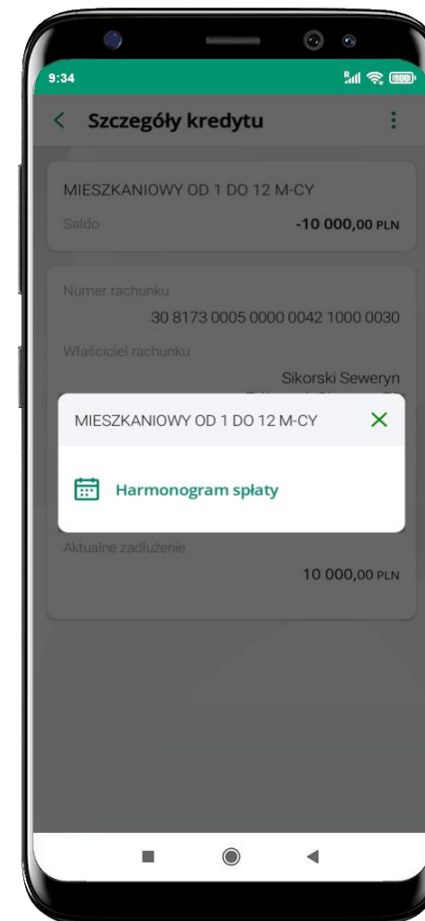 9:34
Szczegóły kredytu
MIESZKANIOWY OD 1 DO 12 M-CY
Saldo -10 000,00 PLN
Numer rachunku
30 8173 0005 0000 0042 1000 0030
Właściciel rachunku
Sikorski Seweryn
MIESZKANIOWY OD 1 DO 12 M-CY
Harmonogram spłaty
Aktualne zadłużenie
10 000,00 PLN